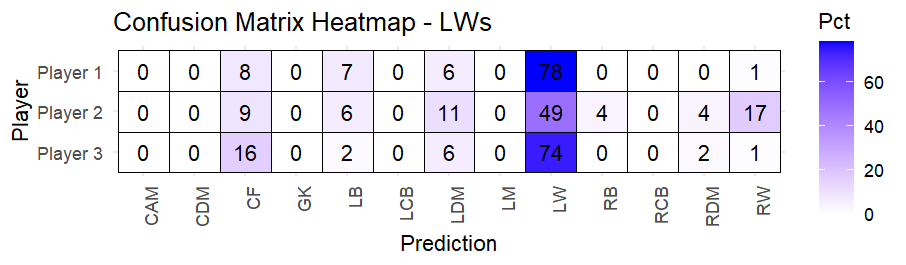 Confusion Matrix Heatmap - LWs
Pct
Player 1 0 0 8 0 7 0 6 0 78 0 0 0 1
Player 2 0 0 9 0 6 0 11 0 49 4 0 4 17
Player 3 0 0 16 0 2 0 6 0 74 0 0 2 1
Player
CAM CDM CF GK LB LCB LDM LM LW RB RCB RDM RW
Prediction
60
40
20
0